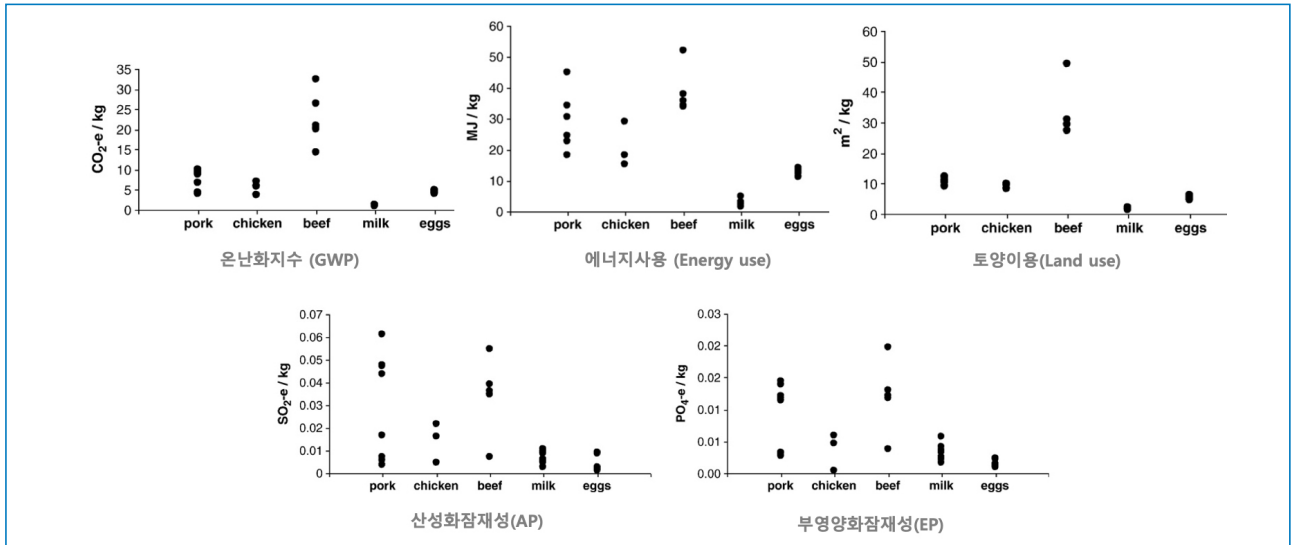 CO₂-e / kg
35
30
25
20
15
10
5
0
pork chicken beef milk eggs
온난화지수 (GWP)
MJ / kg
60
50
40
30
20
10
0
pork chicken beef milk eggs
에너지사용 (Energy use)
m² / kg
60
50
40
30
20
10
0
pork chicken beef milk eggs
토양이용(Land use)
SO₂-e / kg
0.07
0.06
0.05
0.04
0.03
0.02
0.01
0
pork chicken beef milk eggs
산성화잠재성(AP)
PO₄-e / kg
0.03
0.02
0.02
0.01
0.01
0.00
pork chicken beef milk eggs
부영양화잠재성(EP)